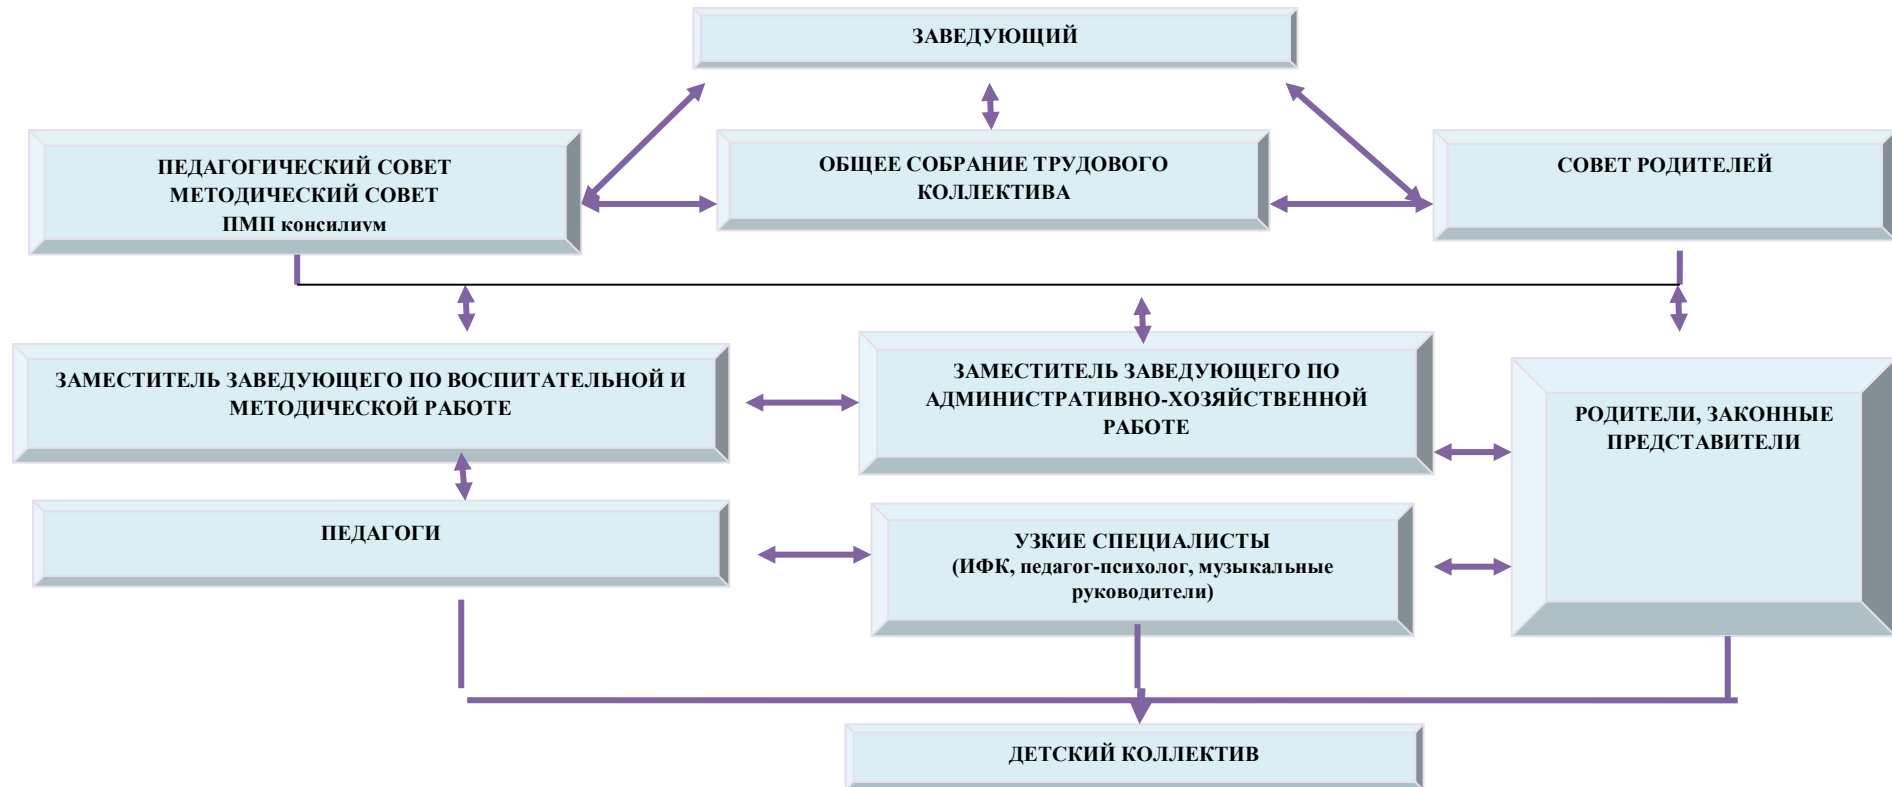 ЗАВЕДУЮЩИЙ
ПЕДАГОГИЧЕСКИЙ СОВЕТ
МЕТОДИЧЕСКИЙ СОВЕТ
ПМП консилиум
ОБЩЕЕ СОБРАНИЕ ТРУДОВОГО
КОЛЛЕКТИВА
СОВЕТ РОДИТЕЛЕЙ
ЗАМЕСТИТЕЛЬ ЗАВЕДУЮЩЕГО ПО ВОСПИТАТЕЛЬНОЙ И
МЕТОДИЧЕСКОЙ РАБОТЕ
ЗАМЕСТИТЕЛЬ ЗАВЕДУЮЩЕГО ПО
АДМИНИСТРАТИВНО-ХОЗЯЙСТВЕННОЙ
РАБОТЕ
РОДИТЕЛИ, ЗАКОННЫЕ
ПРЕДСТАВИТЕЛИ
ПЕДАГОГИ
УЗКИЕ СПЕЦИАЛИСТЫ
(ИФК, педагог-психолог, музыкальные
руководители)
ДЕТСКИЙ КОЛЛЕКТИВ